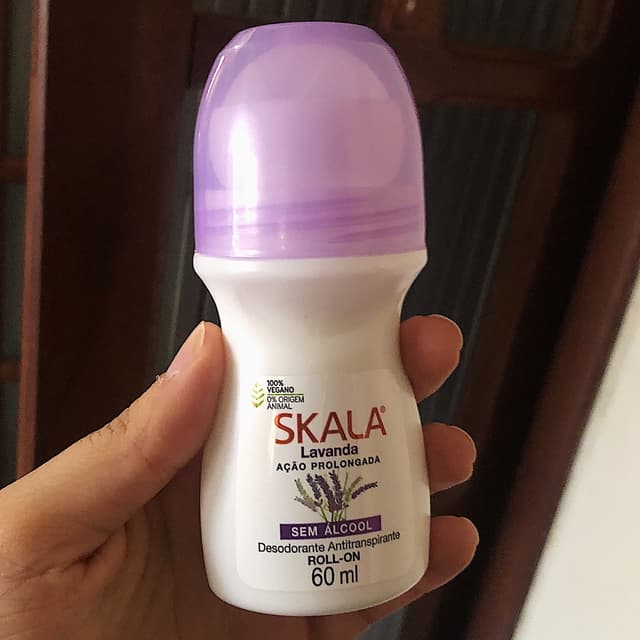 100%
VEGANO
0% ORIGEM
ANIMAL
SKALA®
Lavanda
AÇÃO PROLONGADA
SEM ÁLCOOL
Desodorante Antitranspirante
ROLL-ON
60 ml